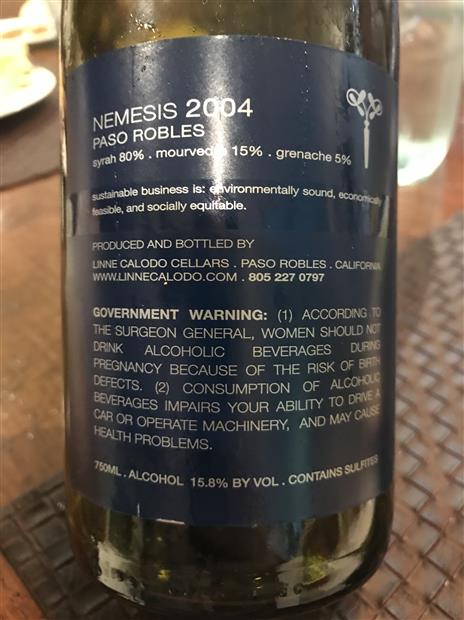 NEMESIS 2004
PASO ROBLES
syrah 80% . mourvedre 15% . grenache 5%
sustainable business is: environmentally sound, economically
feasible, and socially equitable.
PRODUCED AND BOTTLED BY
LINNE CALODO CELLARS . PASO ROBLES . CALIFORNIA
WWW.LINNECALODO.COM . 805 227 0797
GOVERNMENT WARNING: (1) ACCORDING TO
THE SURGEON GENERAL, WOMEN SHOULD NOT
DRINK ALCOHOLIC BEVERAGES DURING
PREGNANCY BECAUSE OF THE RISK OF BIRTH
DEFECTS. (2) CONSUMPTION OF ALCOHOLIC
BEVERAGES IMPAIRS YOUR ABILITY TO DRIVE A
CAR OR OPERATE MACHINERY, AND MAY CAUSE
HEALTH PROBLEMS.
750ML . ALCOHOL 15.8% BY VOL . CONTAINS SULFITES